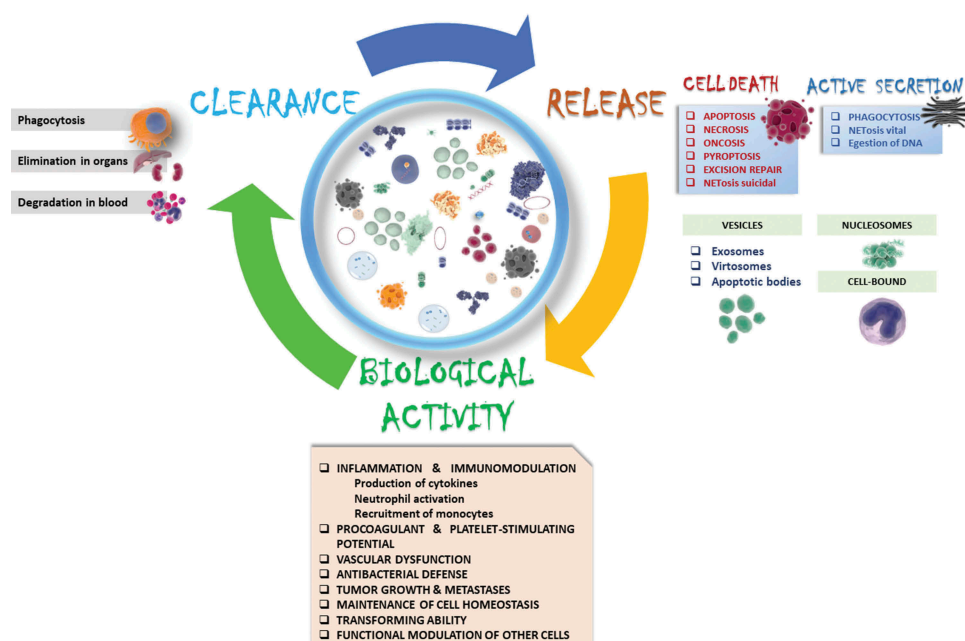 CLEARANCE
Phagocytosis
Elimination in organs
Degradation in blood
RELEASE
CELL DEATH
❑ APOPTOSIS
❑ NECROSIS
❑ ONCOSIS
❑ PYROPTOSIS
❑ EXCISION REPAIR
❑ NETosis suicidal
ACTIVE SECRETION
❑ PHAGOCYTOSIS
❑ NETosis vital
❑ Egestion of DNA
VESICLES
❑ Exosomes
❑ Virtosomes
❑ Apoptotic bodies
NUCLEOSOMES
CELL-BOUND
BIOLOGICAL
ACTIVITY
❑ INFLAMMATION & IMMUNOMODULATION
Production of cytokines
Neutrophil activation
Recruitment of monocytes
❑ PROCOAGULANT & PLATELET-STIMULATING
POTENTIAL
❑ VASCULAR DYSFUNCTION
❑ ANTIBACTERIAL DEFENSE
❑ TUMOR GROWTH & METASTASES
❑ MAINTENANCE OF CELL HOMEOSTASIS
❑ TRANSFORMING ABILITY
❑ FUNCTIONAL MODULATION OF OTHER CELLS